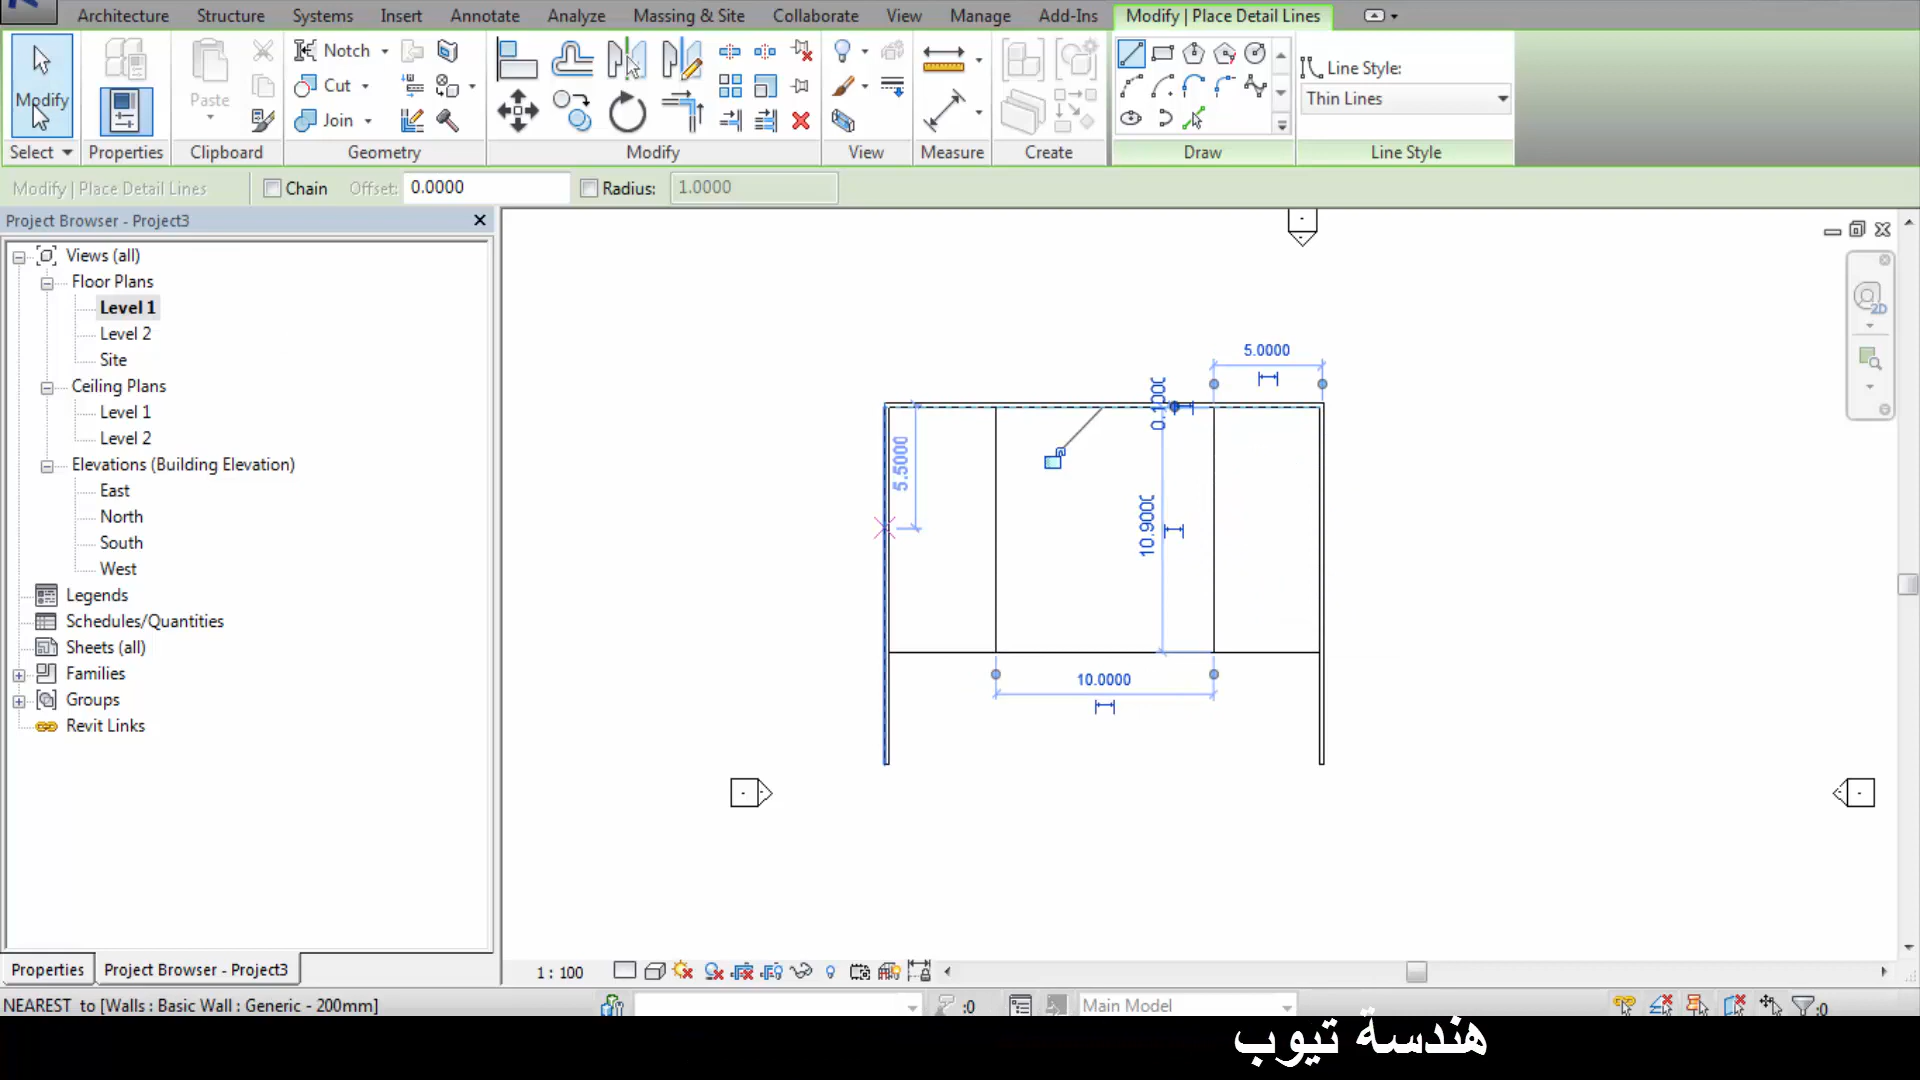 Architecture Structure Systems Insert Annotate Analyze Massing & Site Collaborate View Manage Add-Ins Modify | Place Detail Lines
Modify
Paste
Notch
Cut
Join
Line Style:
Thin Lines
Select Properties Clipboard Geometry Modify View Measure Create Draw Line Style
Modify | Place Detail Lines Chain Offset: 0.0000 Radius: 1.0000
Project Browser - Project3
Views (all)
Floor Plans
Level 1
Level 2
Site
Ceiling Plans
Level 1
Level 2
Elevations (Building Elevation)
East
North
South
West
Legends
Schedules/Quantities
Sheets (all)
Families
Groups
Revit Links
2D
5.0000
5.5000
10.0000
Properties Project Browser - Project3
1 : 100
NEAREST to [Walls : Basic Wall : Generic - 200mm]
:0
Main Model
:0
هندسة تيوب